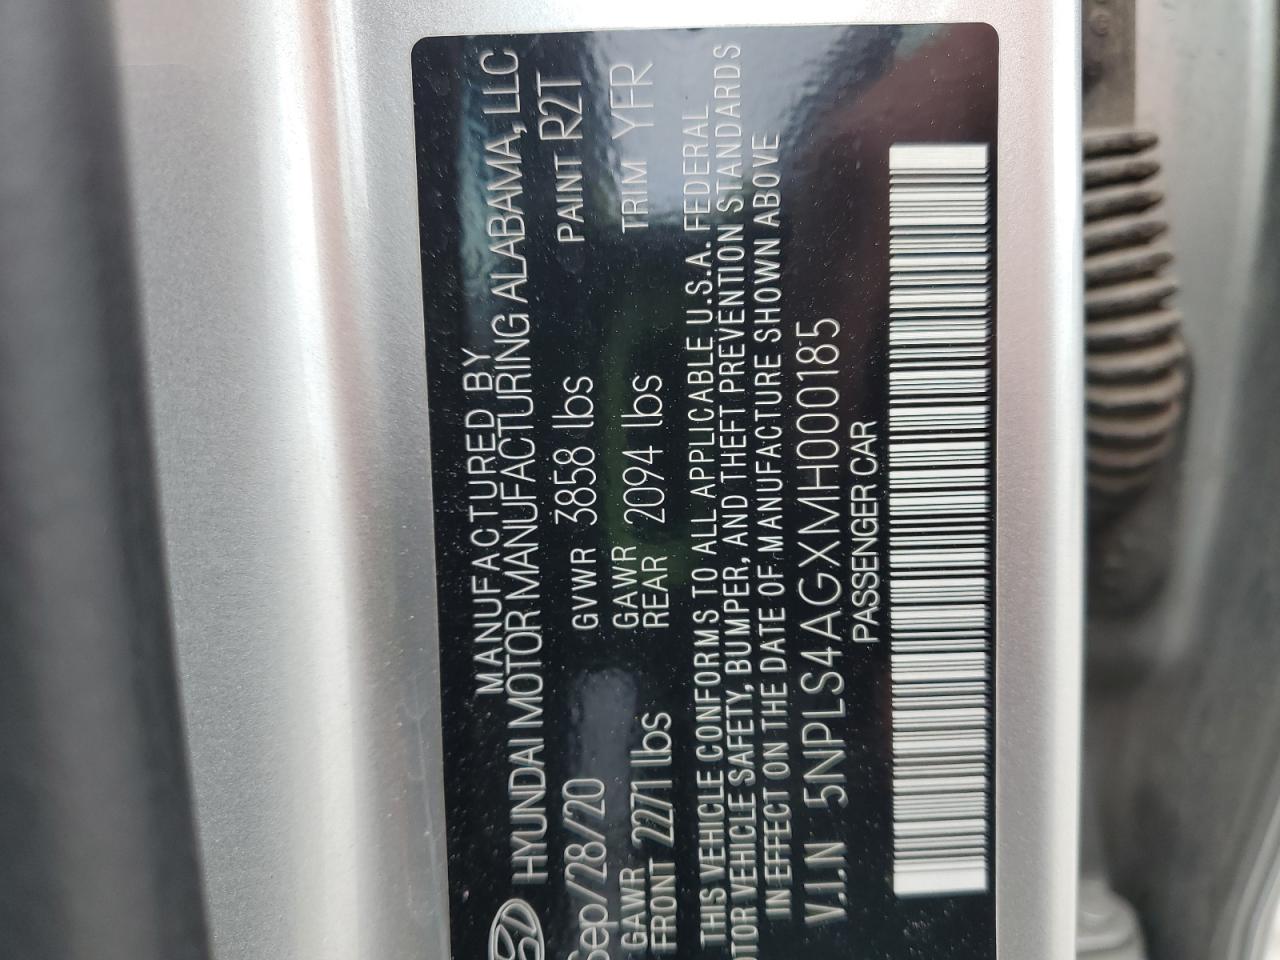 MANUFACTURED BY
HYUNDAI MOTOR MANUFACTURING ALABAMA, LLC
Sep/28/20 GVWR 3858 lbs PAINT R2T
GAWR FRONT 2271 lbs GAWR REAR 2094 lbs TRIM YFR
THIS VEHICLE CONFORMS TO ALL APPLICABLE U.S.A. FEDERAL
MOTOR VEHICLE SAFETY, BUMPER, AND THEFT PREVENTION STANDARDS
IN EFFECT ON THE DATE OF MANUFACTURE SHOWN ABOVE
V.I.N 5NPLS4AGXMH000185
PASSENGER CAR